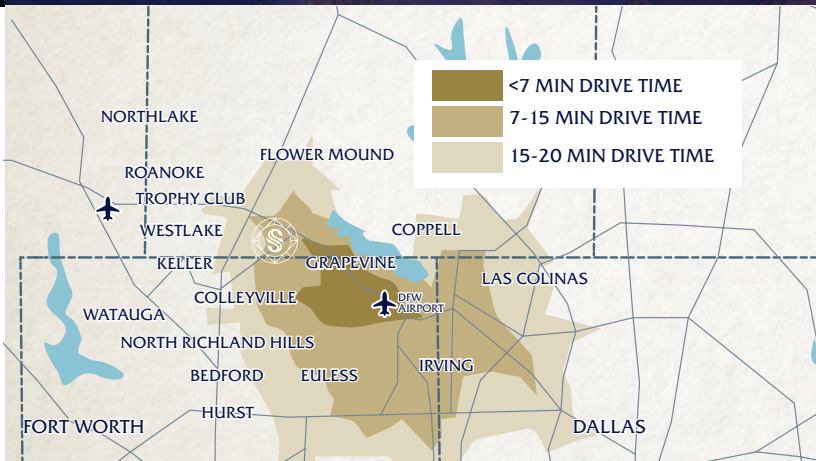 <7 MIN DRIVE TIME
7-15 MIN DRIVE TIME
15-20 MIN DRIVE TIME
NORTHLAKE
FLOWER MOUND
ROANOKE
TROPHY CLUB
WESTLAKE
COPPELL
S
KELLER
GRAPEVINE
LAS COLINAS
COLLEYVILLE
DFW
AIRPORT
WATAUGA
NORTH RICHLAND HILLS
IRVING
BEDFORD
EULESS
HURST
FORT WORTH
DALLAS